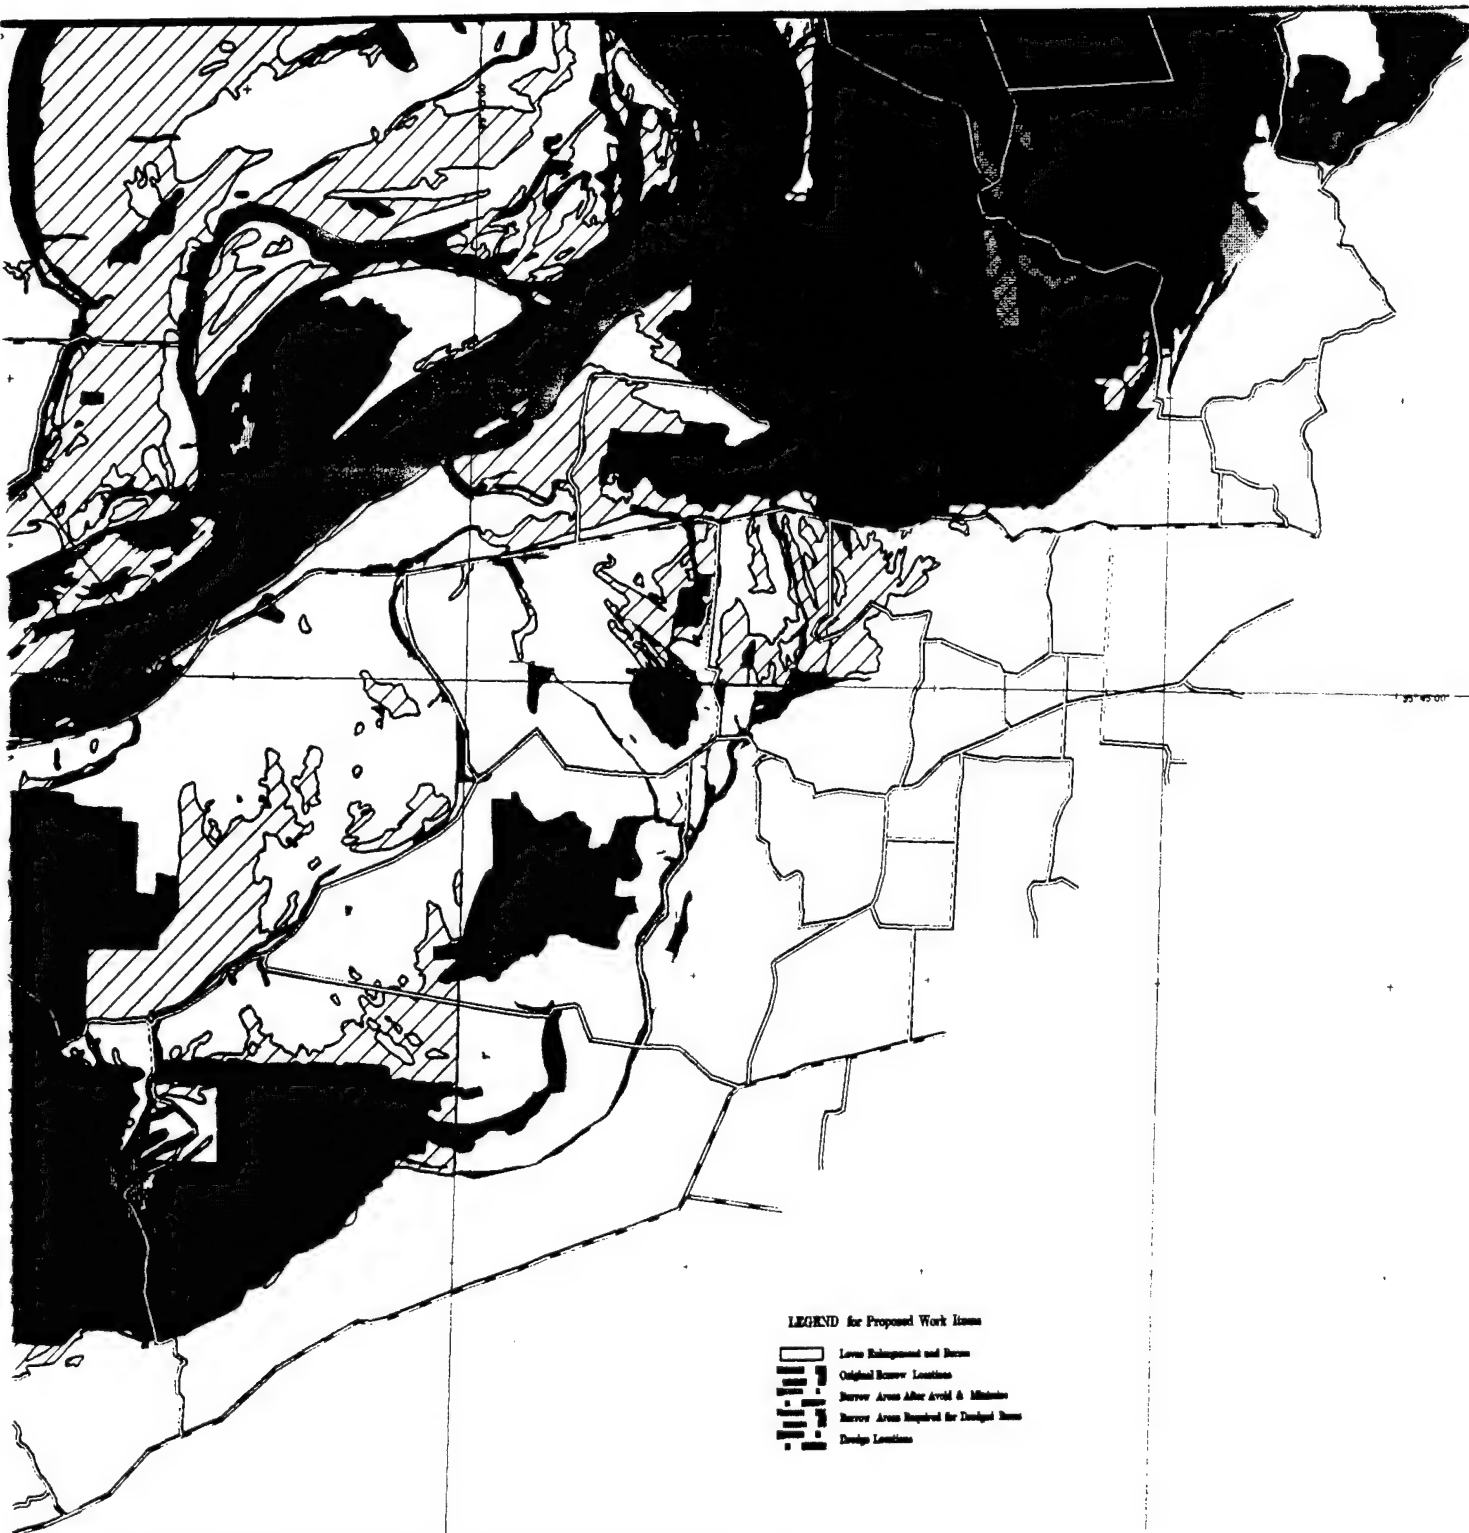 LEGEND for Proposed Work Items
Levee Enlargement and Berms
Original Borrow Locations
Borrow Areas After Avoid & Minimize
Borrow Areas Required for Dredged Berms
Dredge Locations